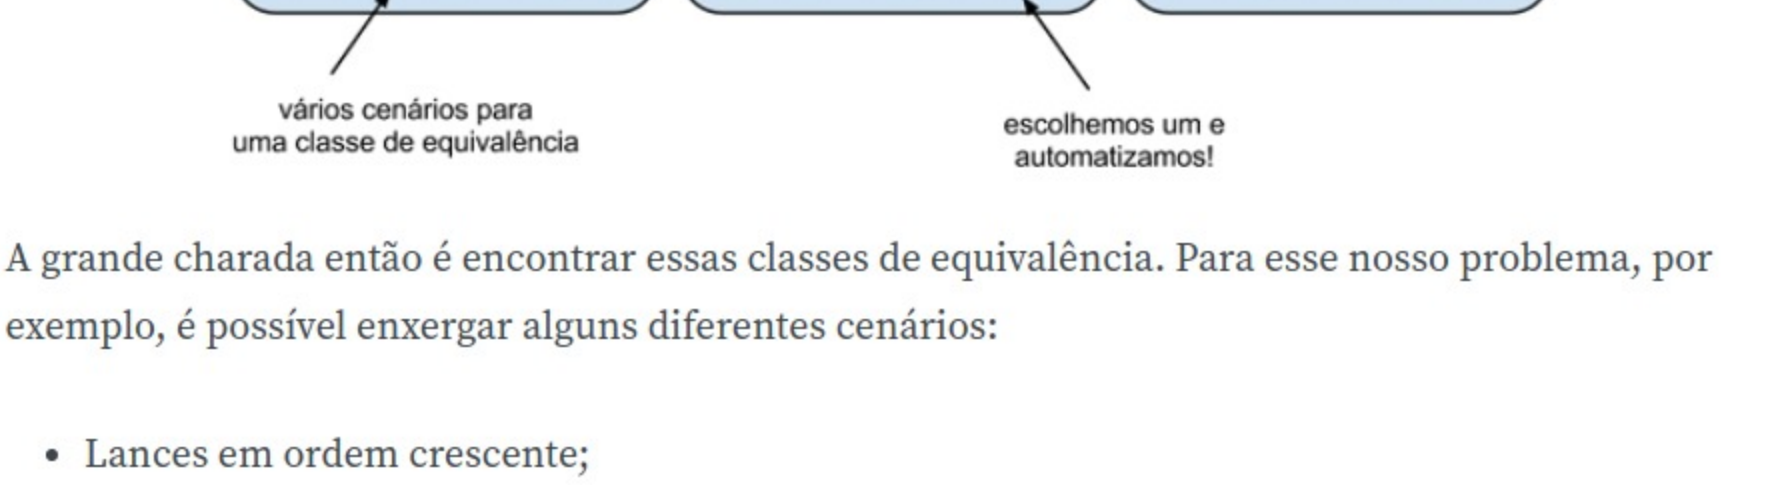 vários cenários para
uma classe de equivalência
escolhemos um e
automatizamos!
A grande charada então é encontrar essas classes de equivalência. Para esse nosso problema, por
exemplo, é possível enxergar alguns diferentes cenários:
• Lances em ordem crescente;